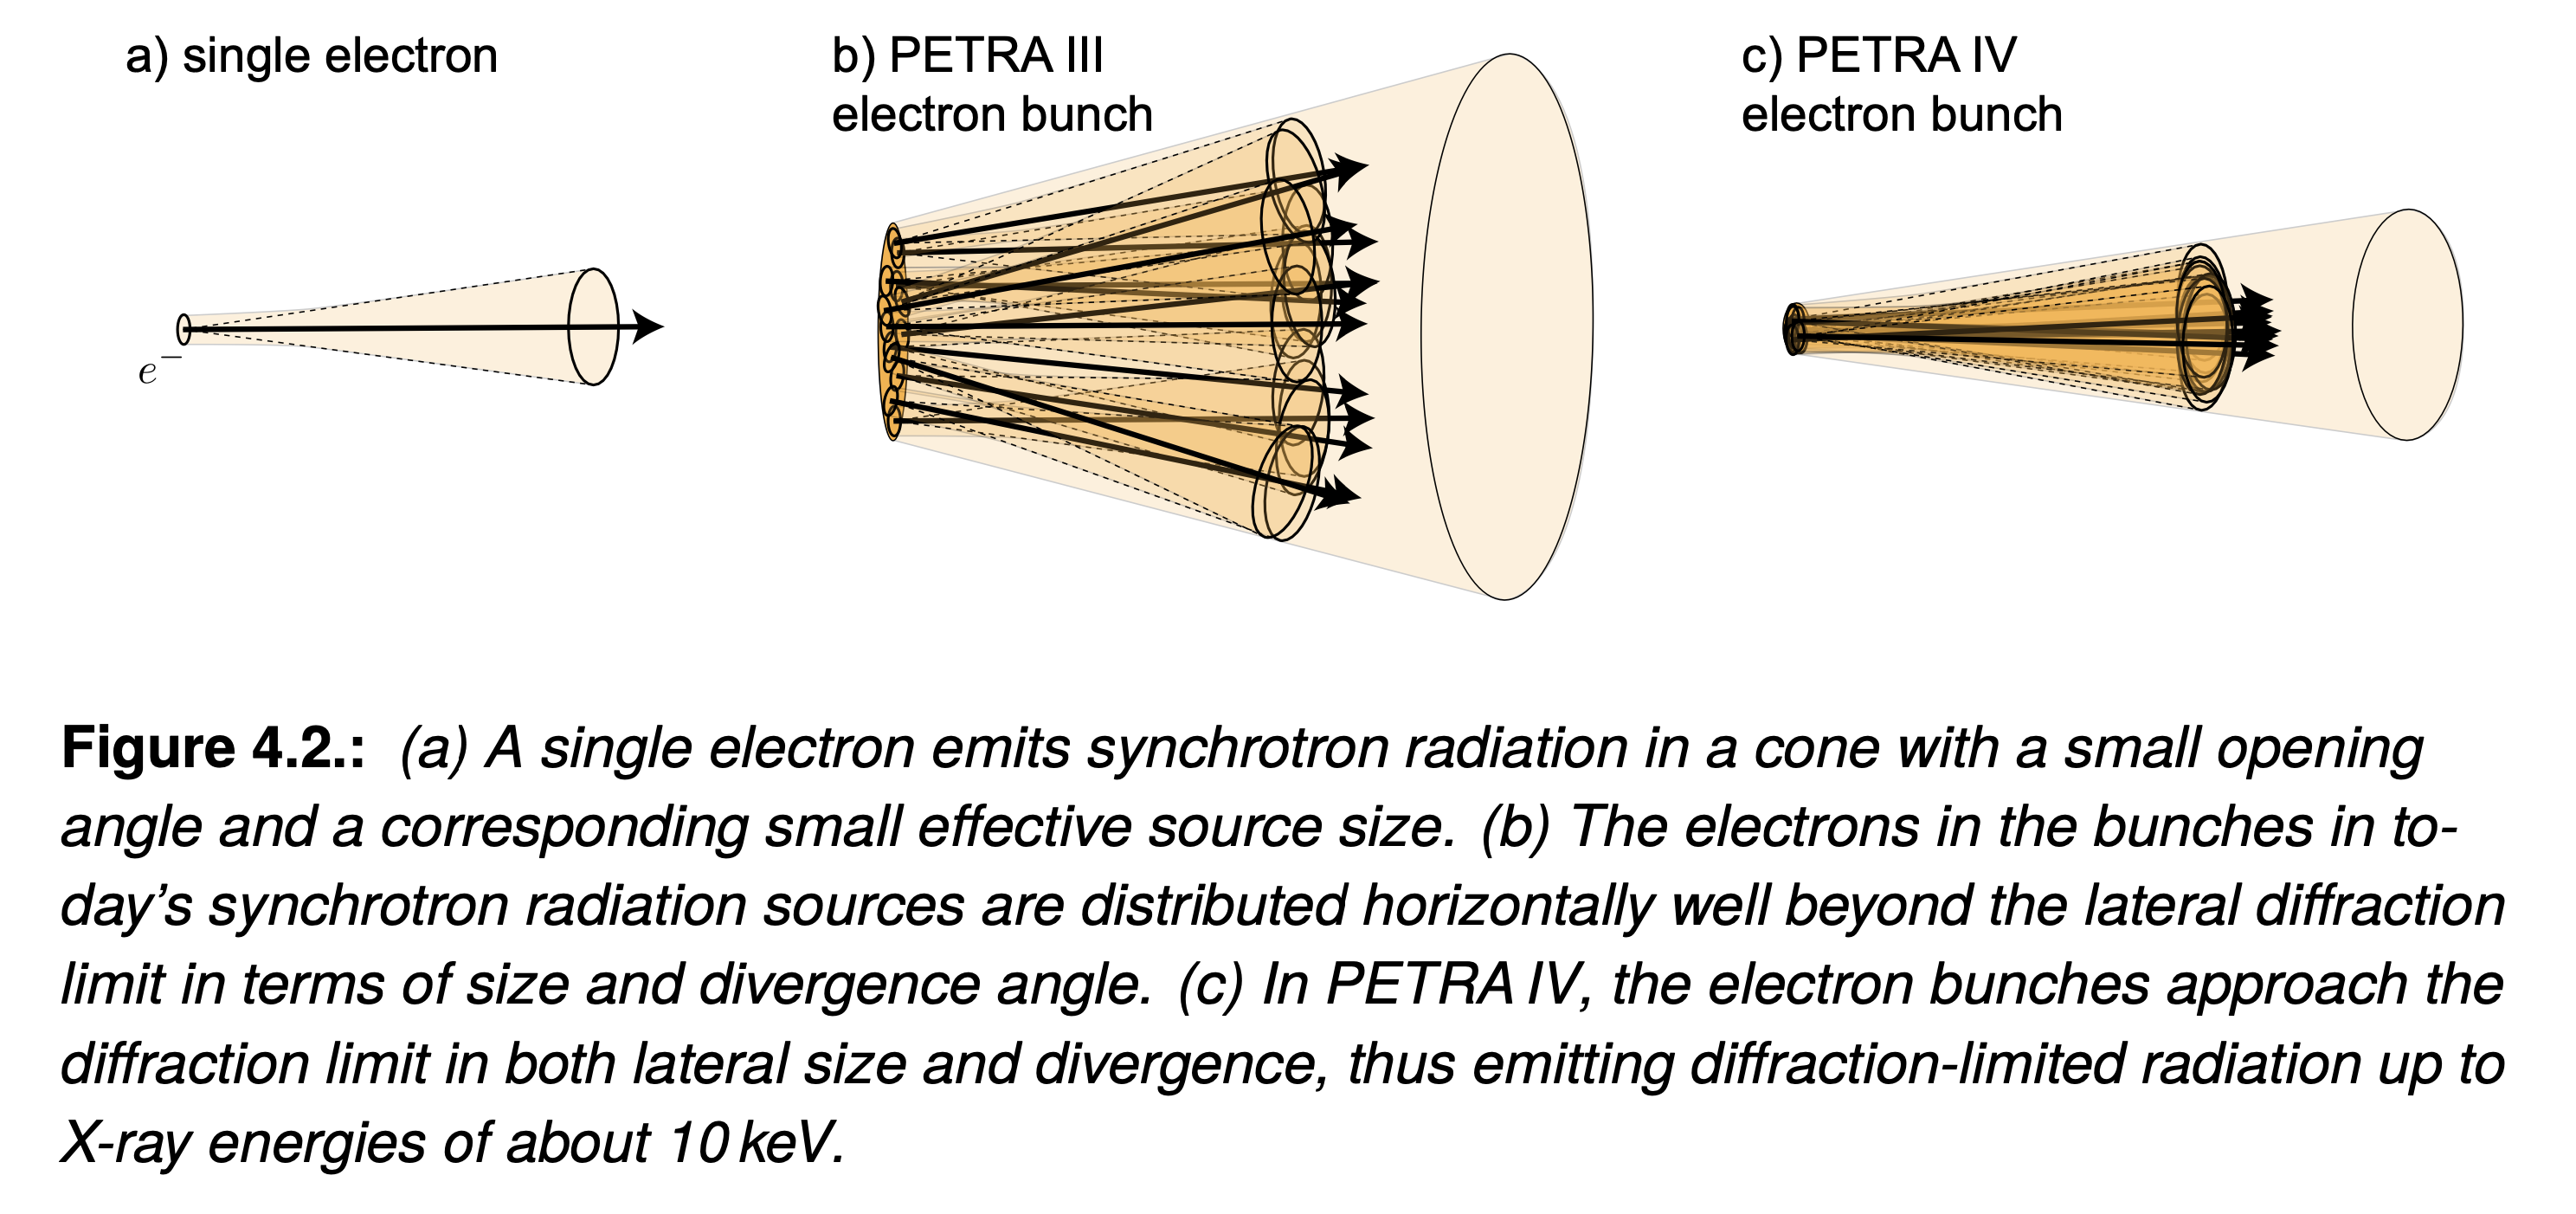 a) single electron
b) PETRA III
electron bunch
c) PETRA IV
electron bunch
e⁻
Figure 4.2.: (a) A single electron emits synchrotron radiation in a cone with a small opening
angle and a corresponding small effective source size. (b) The electrons in the bunches in to-
day’s synchrotron radiation sources are distributed horizontally well beyond the lateral diffraction
limit in terms of size and divergence angle. (c) In PETRA IV, the electron bunches approach the
diffraction limit in both lateral size and divergence, thus emitting diffraction-limited radiation up to
X-ray energies of about 10 keV.